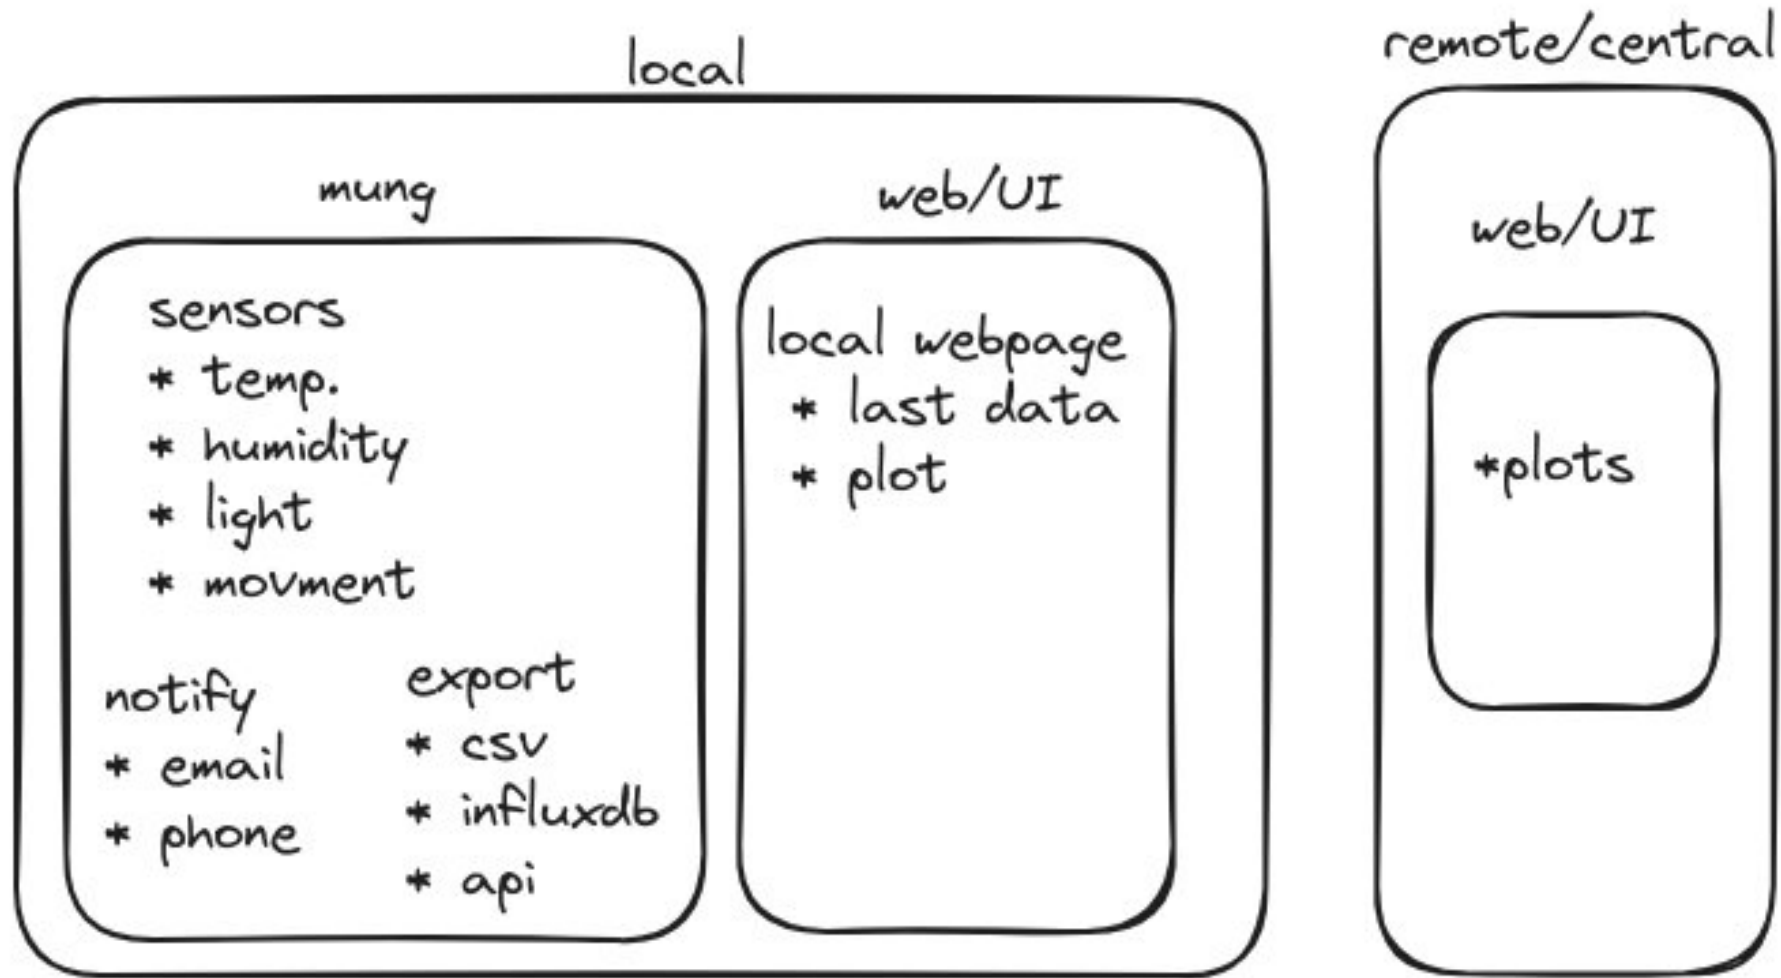 local
remote/central
mung
web/UI
web/UI
sensors
* temp.
* humidity
* light
* movment
notify
* email
* phone
export
* csv
* influxdb
* api
local webpage
* last data
* plot
*plots